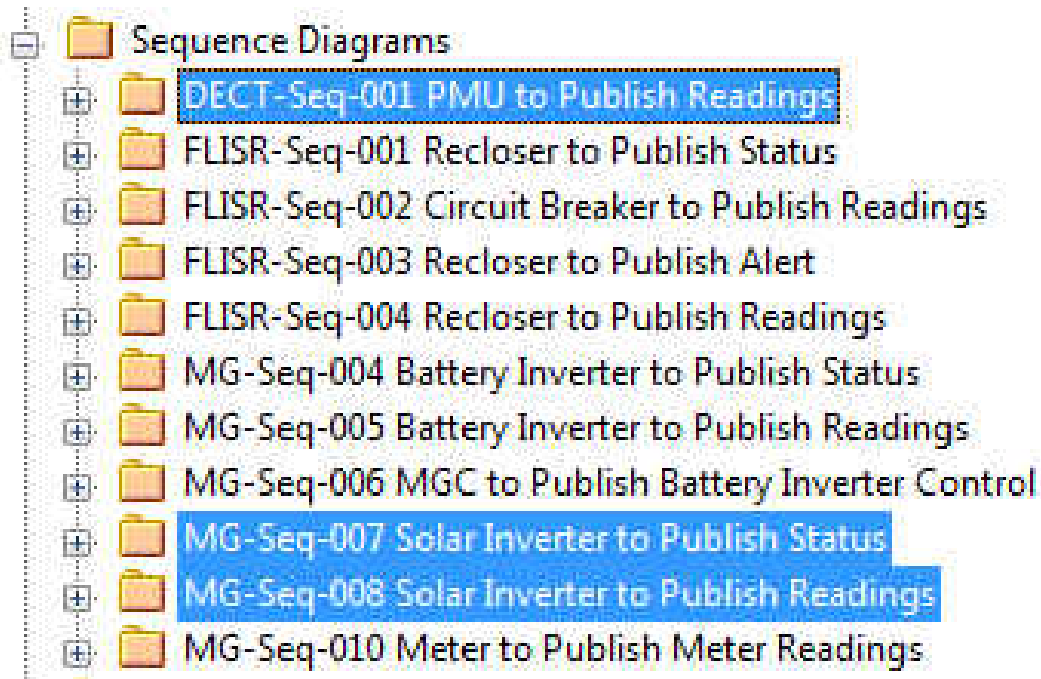 Sequence Diagrams
DECT-Seq-001 PMU to Publish Readings
FLISR-Seq-001 Recloser to Publish Status
FLISR-Seq-002 Circuit Breaker to Publish Readings
FLISR-Seq-003 Recloser to Publish Alert
FLISR-Seq-004 Recloser to Publish Readings
MG-Seq-004 Battery Inverter to Publish Status
MG-Seq-005 Battery Inverter to Publish Readings
MG-Seq-006 MGC to Publish Battery Inverter Control
MG-Seq-007 Solar Inverter to Publish Status
MG-Seq-008 Solar Inverter to Publish Readings
MG-Seq-010 Meter to Publish Meter Readings